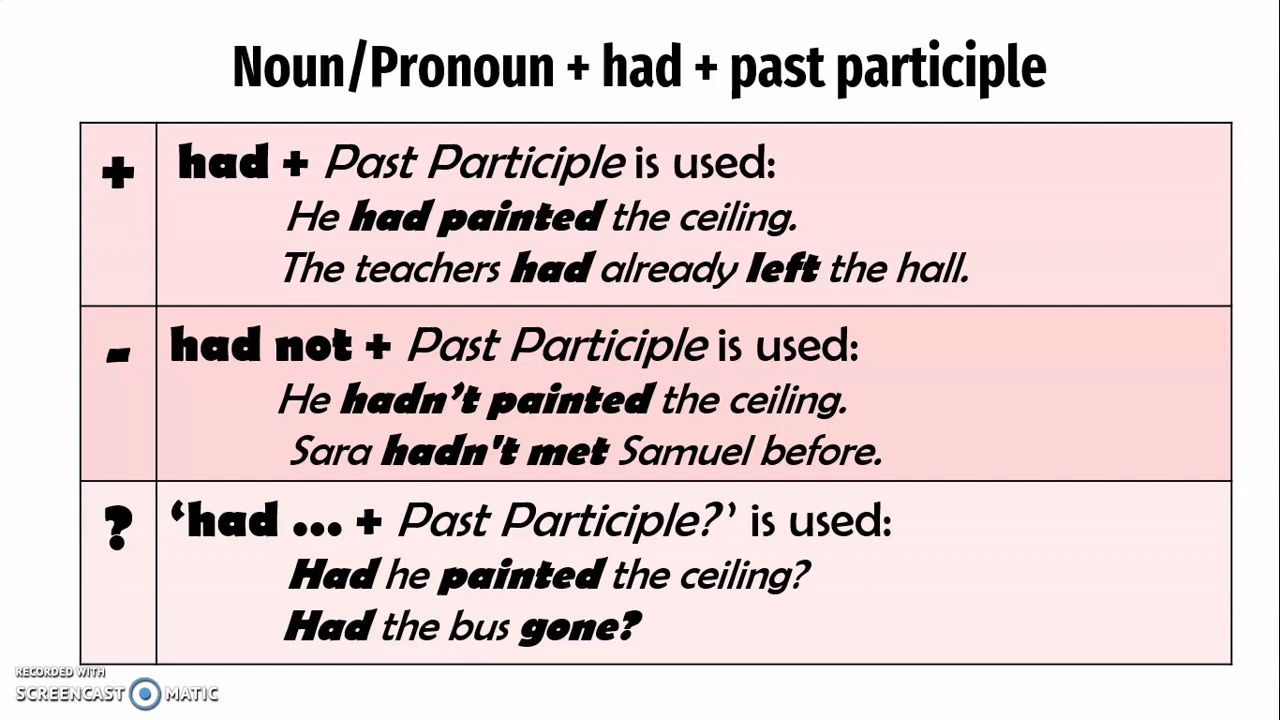 Noun/Pronoun + had + past participle
+ had + Past Participle is used:
He had painted the ceiling.
The teachers had already left the hall.
- had not + Past Participle is used:
He hadn’t painted the ceiling.
Sara hadn't met Samuel before.
? ‘had ... + Past Participle?’ is used:
Had he painted the ceiling?
Had the bus gone?
RECORDED WITH
SCREENCAST MATIC